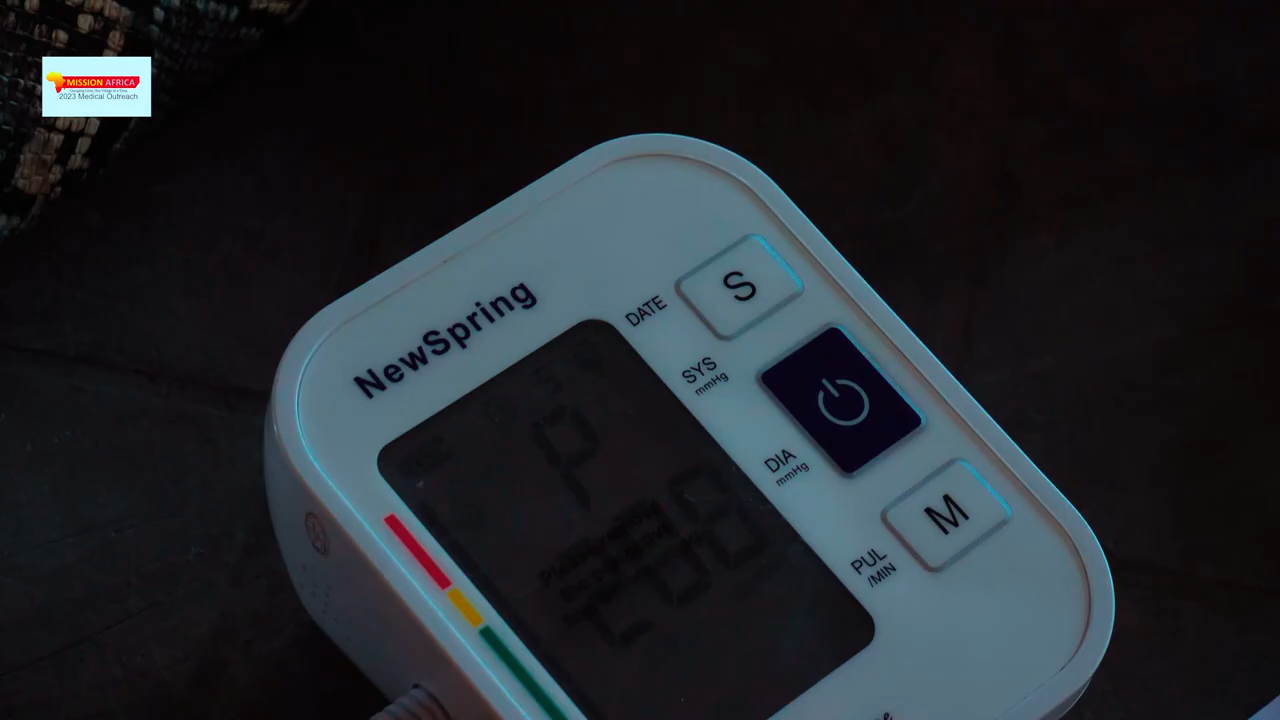 MISSION AFRICA
2023 Medical Outreach
NewSpring
DATE
S
SYS
mmHg
DIA
mmHg
M
PUL
/MIN